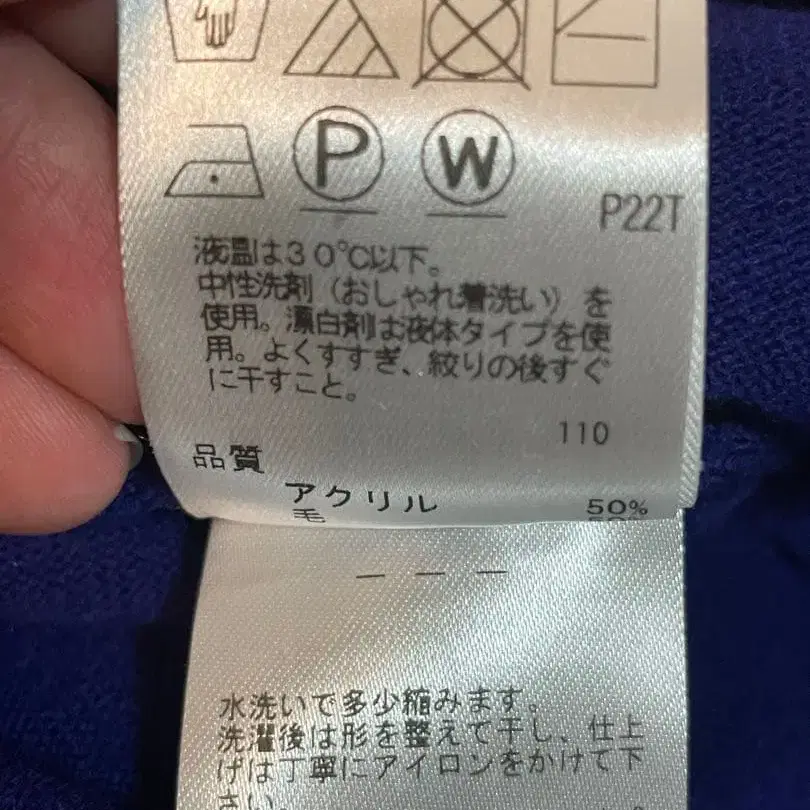 P W
P22T
液温は30℃以下。
中性洗剤(おしゃれ着洗い)を
使用。漂白剤は液体タイプを使
用。よくすすぎ、絞りの後すぐ
に干すこと。
110
品質
アクリル 50%
毛 50%
水洗いで多少縮みます。
洗濯後は形を整えて干し、仕上
げは丁寧にアイロンをかけて下
さい。